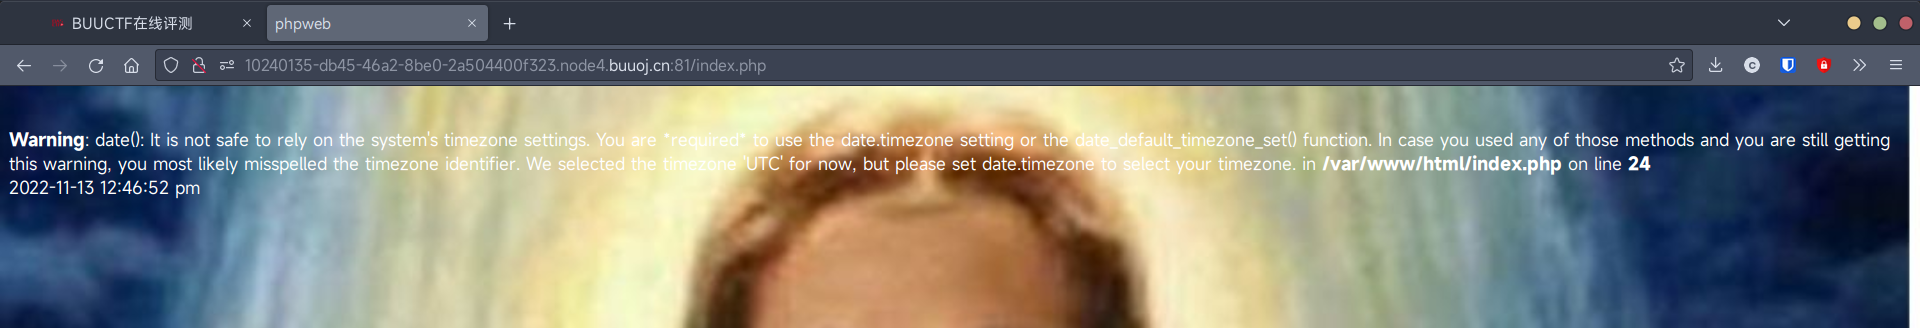 BUUCTF在线评测
phpweb
10240135-db45-46a2-8be0-2a504400f323.node4.buuoj.cn:81/index.php
Warning: date(): It is not safe to rely on the system's timezone settings. You are *required* to use the date.timezone setting or the date_default_timezone_set() function. In case you used any of those methods and you are still getting
this warning, you most likely misspelled the timezone identifier. We selected the timezone 'UTC' for now, but please set date.timezone to select your timezone. in /var/www/html/index.php on line 24
2022-11-13 12:46:52 pm